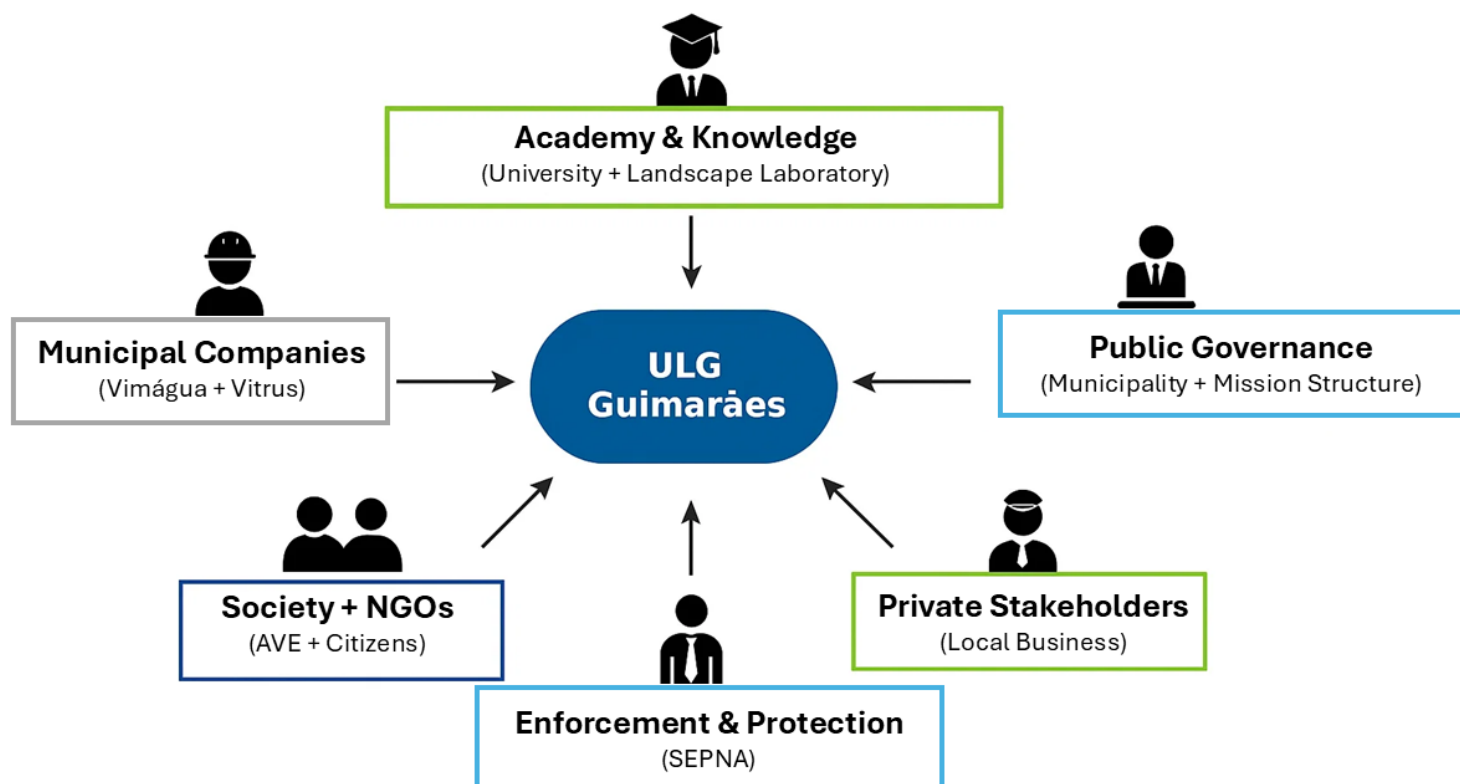 Academy & Knowledge
(University + Landscape Laboratory)
Municipal Companies
(Vimágua + Vitrus)
ULG
Guimarães
Public Governance
(Municipality + Mission Structure)
Society + NGOs
(AVE + Citizens)
Private Stakeholders
(Local Business)
Enforcement & Protection
(SEPNA)